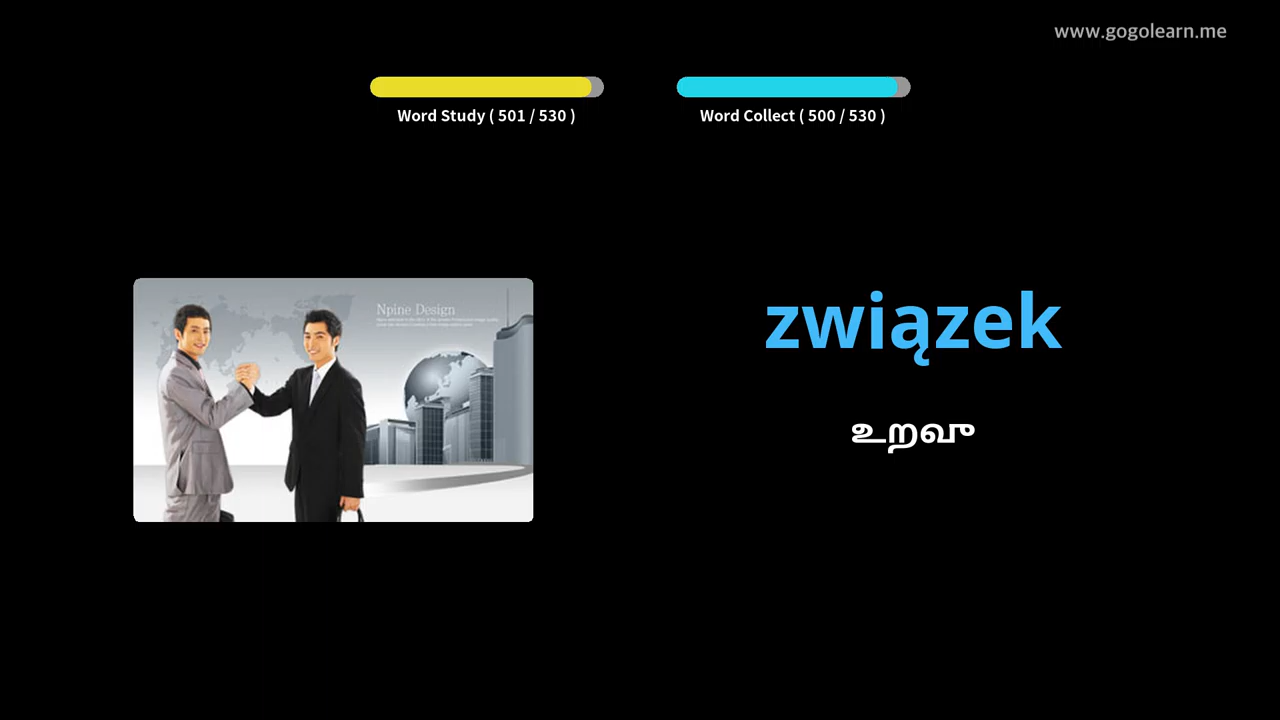 www.gogolearn.me
Word Study ( 501 / 530 )
Word Collect ( 500 / 530 )
Npine Design
związek
உறவு